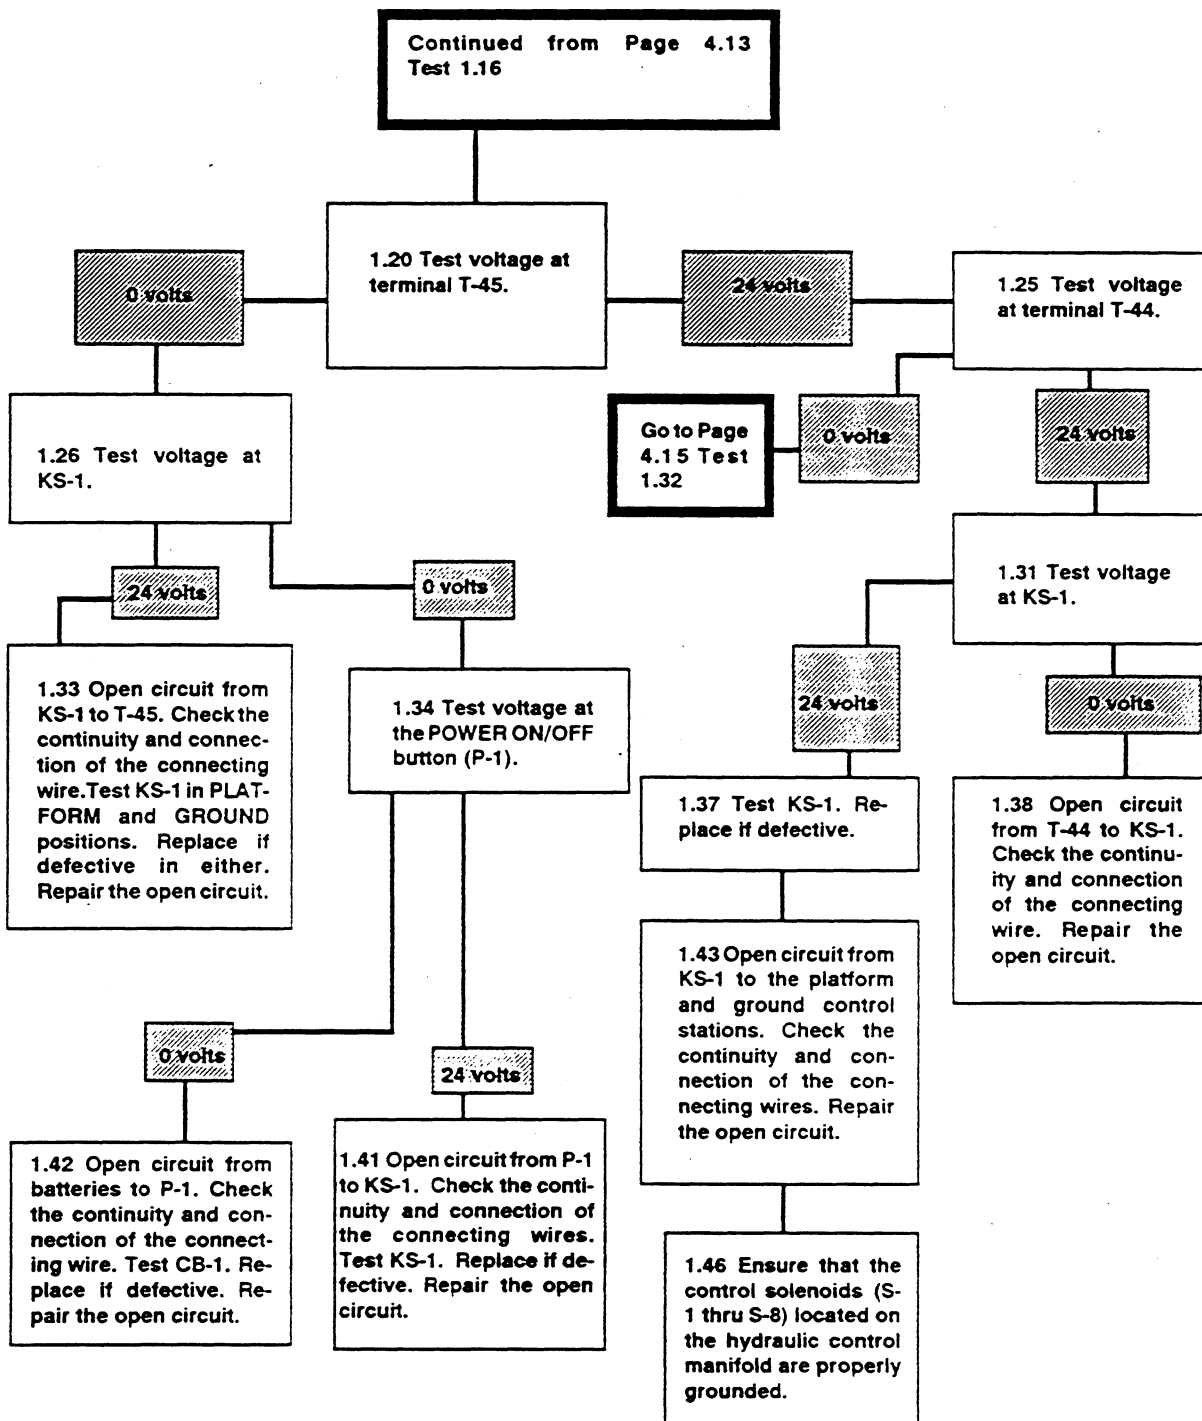 Continued from Page 4.13
Test 1.16
1.20 Test voltage at
terminal T-45.
0 volts
24 volts
1.25 Test voltage
at terminal T-44.
1.26 Test voltage at
KS-1.
Go to Page
4.15 Test
1.32
0 volts
24 volts
24 volts
0 volts
1.31 Test voltage
at KS-1.
1.33 Open circuit from
KS-1 to T-45. Check the
continuity and connec-
tion of the connecting
wire.Test KS-1 in PLAT-
FORM and GROUND
positions. Replace if
defective in either.
Repair the open circuit.
1.34 Test voltage at
the POWER ON/OFF
button (P-1).
24 volts
0 volts
1.37 Test KS-1. Re-
place if defective.
1.38 Open circuit
from T-44 to KS-1.
Check the continu-
ity and connection
of the connecting
wire. Repair the
open circuit.
1.43 Open circuit from
KS-1 to the platform
and ground control
stations. Check the
continuity and con-
nection of the con-
necting wires. Repair
the open circuit.
0 volts
24 volts
1.42 Open circuit from
batteries to P-1. Check
the continuity and con-
nection of the connect-
ing wire. Test CB-1. Re-
place if defective. Re-
pair the open circuit.
1.41 Open circuit from P-1
to KS-1. Check the conti-
nuity and connection of
the connecting wires.
Test KS-1. Replace if de-
fective. Repair the open
circuit.
1.46 Ensure that the
control solenoids (S-
1 thru S-8) located on
the hydraulic control
manifold are properly
grounded.